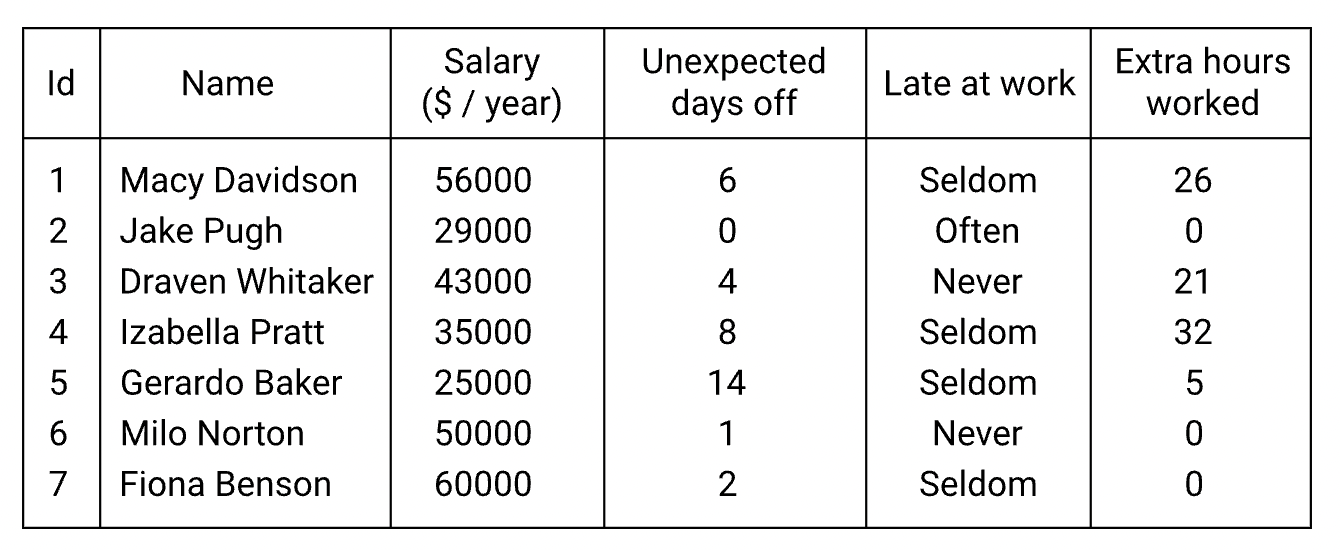 Id Name Salary ($ / year) Unexpected days off Late at work Extra hours worked
1 Macy Davidson 56000 6 Seldom 26
2 Jake Pugh 29000 0 Often 0
3 Draven Whitaker 43000 4 Never 21
4 Izabella Pratt 35000 8 Seldom 32
5 Gerardo Baker 25000 14 Seldom 5
6 Milo Norton 50000 1 Never 0
7 Fiona Benson 60000 2 Seldom 0